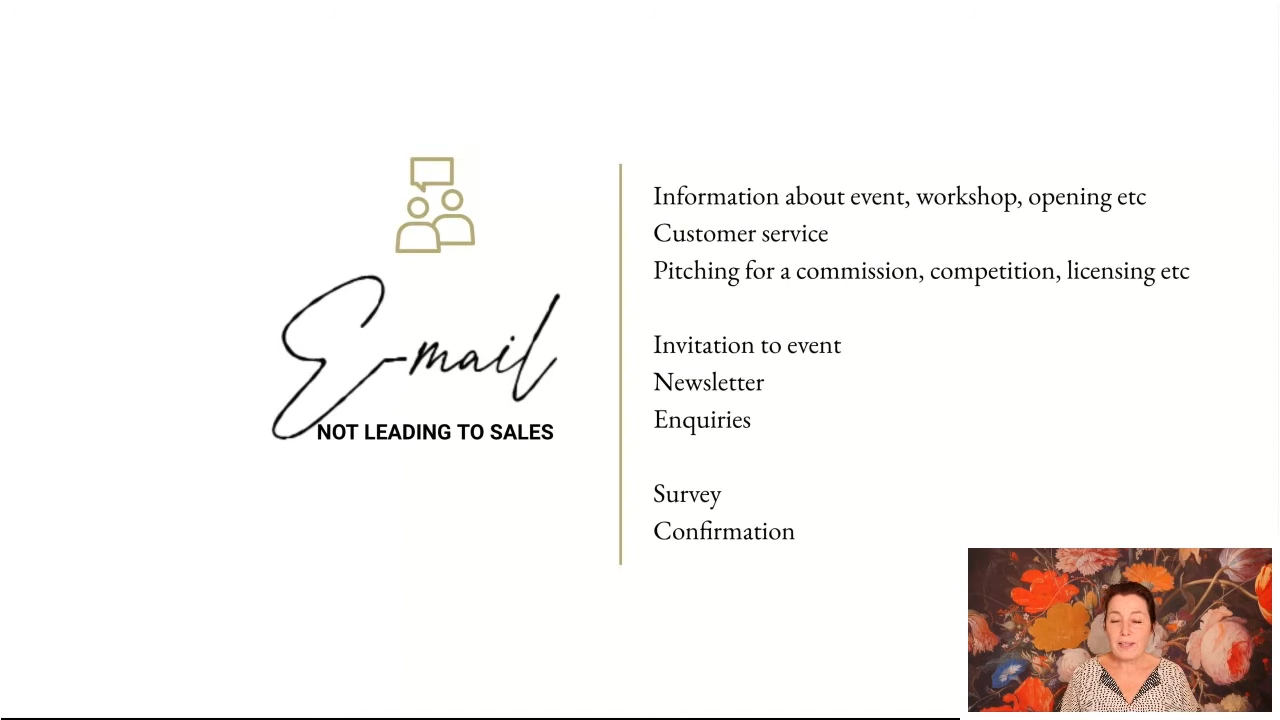 E-mail
NOT LEADING TO SALES
Information about event, workshop, opening etc
Customer service
Pitching for a commission, competition, licensing etc
Invitation to event
Newsletter
Enquiries
Survey
Confirmation